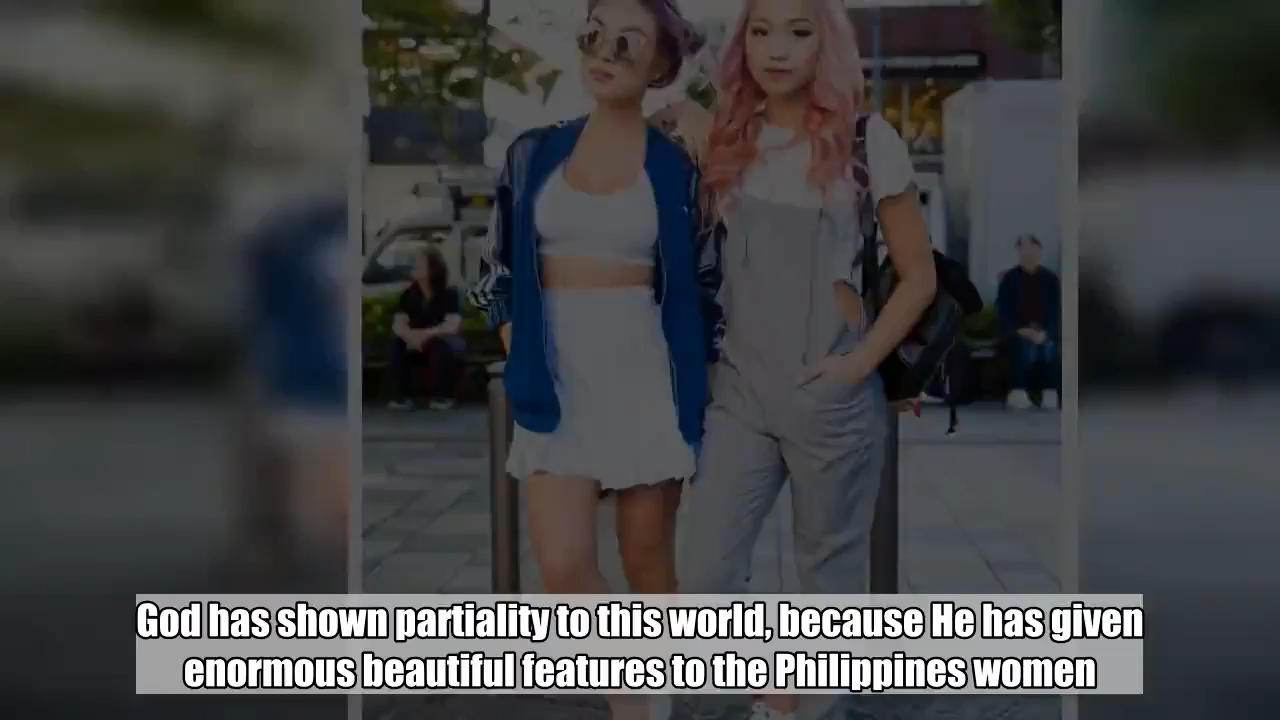 God has shown partiality to this world, because He has given
enormous beautiful features to the Philippines women